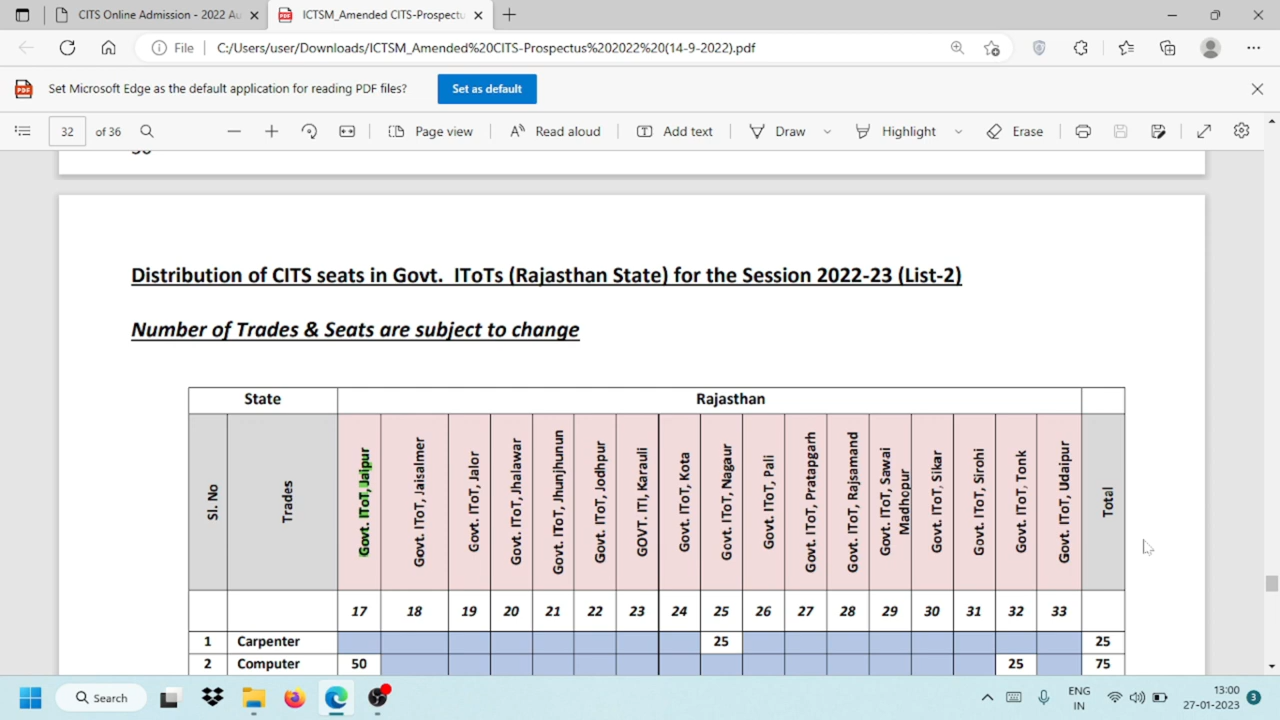 CITS Online Admission - 2022 Au
ICTSM_Amended CITS-Prospectu
File C:/Users/user/Downloads/ICTSM_Amended%20CITS-Prospectus%202022%20(14-9-2022).pdf
Set Microsoft Edge as the default application for reading PDF files? Set as default
32 of 36 Page view Read aloud Add text Draw Highlight Erase
Distribution of CITS seats in Govt. IToTs (Rajasthan State) for the Session 2022-23 (List-2)
Number of Trades & Seats are subject to change
State Rajasthan
Sl. No
Trades
Govt. IToT, Jaipur
Govt. IToT, Jaisalmer
Govt. IToT, Jalor
Govt. IToT, Jhalawar
Govt. IToT, Jhunjhunun
Govt. IToT, Jodhpur
GOVT. ITI, Karauli
Govt. IToT, Kota
Govt. IToT, Nagaur
Govt. IToT, Pali
Govt. IToT, Pratapgarh
Govt. IToT, Rajsamand
Govt. IToT, Sawai
Madhopur
Govt. IToT, Sikar
Govt. IToT, Sirohi
Govt. IToT, Tonk
Govt. IToT, Udaipur
Total
17 18 19 20 21 22 23 24 25 26 27 28 29 30 31 32 33
1 Carpenter 25 25
2 Computer 50 25 75
Search ENG 13:00
IN 27-01-2023 3